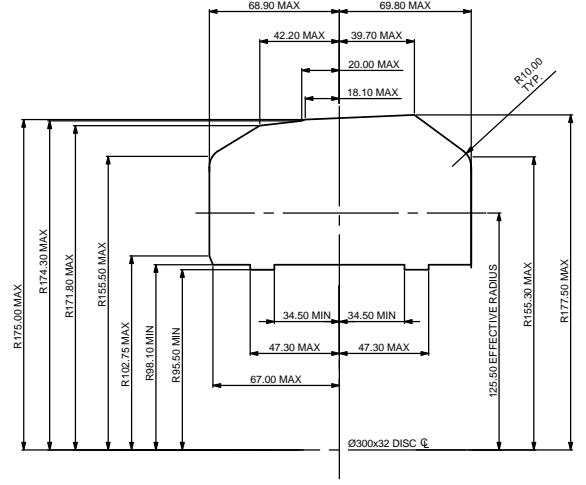 68.90 MAX
69.80 MAX
42.20 MAX
39.70 MAX
20.00 MAX
18.10 MAX
R10.00
TYP.
R175.00 MAX
R174.30 MAX
R171.80 MAX
R155.50 MAX
R102.75 MAX
R98.10 MIN
R95.50 MIN
34.50 MIN
34.50 MIN
47.30 MAX
47.30 MAX
67.00 MAX
125.50 EFFECTIVE RADIUS
R155.30 MAX
R177.50 MAX
Ø300x32 DISC ℄